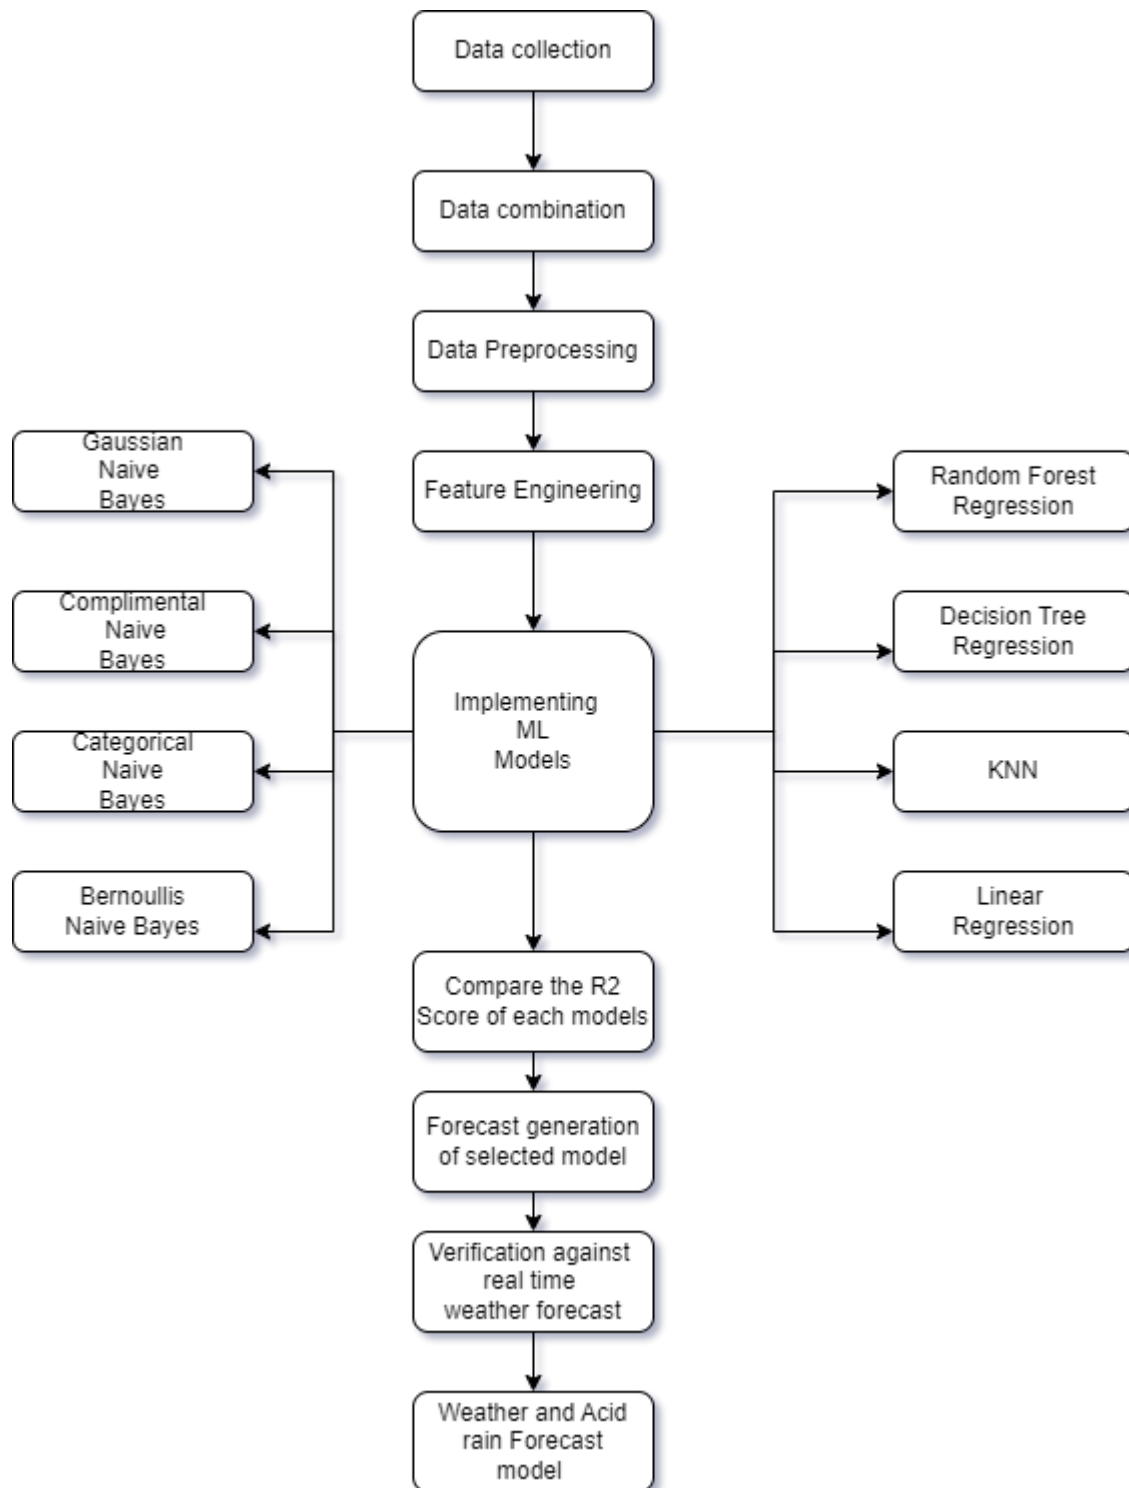 Data collection
Data combination
Data Preprocessing
Feature Engineering
Gaussian
Naive
Bayes
Complimental
Naive
Bayes
Categorical
Naive
Bayes
Bernoullis
Naive Bayes
Implementing
ML
Models
Random Forest
Regression
Decision Tree
Regression
KNN
Linear
Regression
Compare the R2
Score of each models
Forecast generation
of selected model
Verification against
real time
weather forecast
Weather and Acid
rain Forecast
model